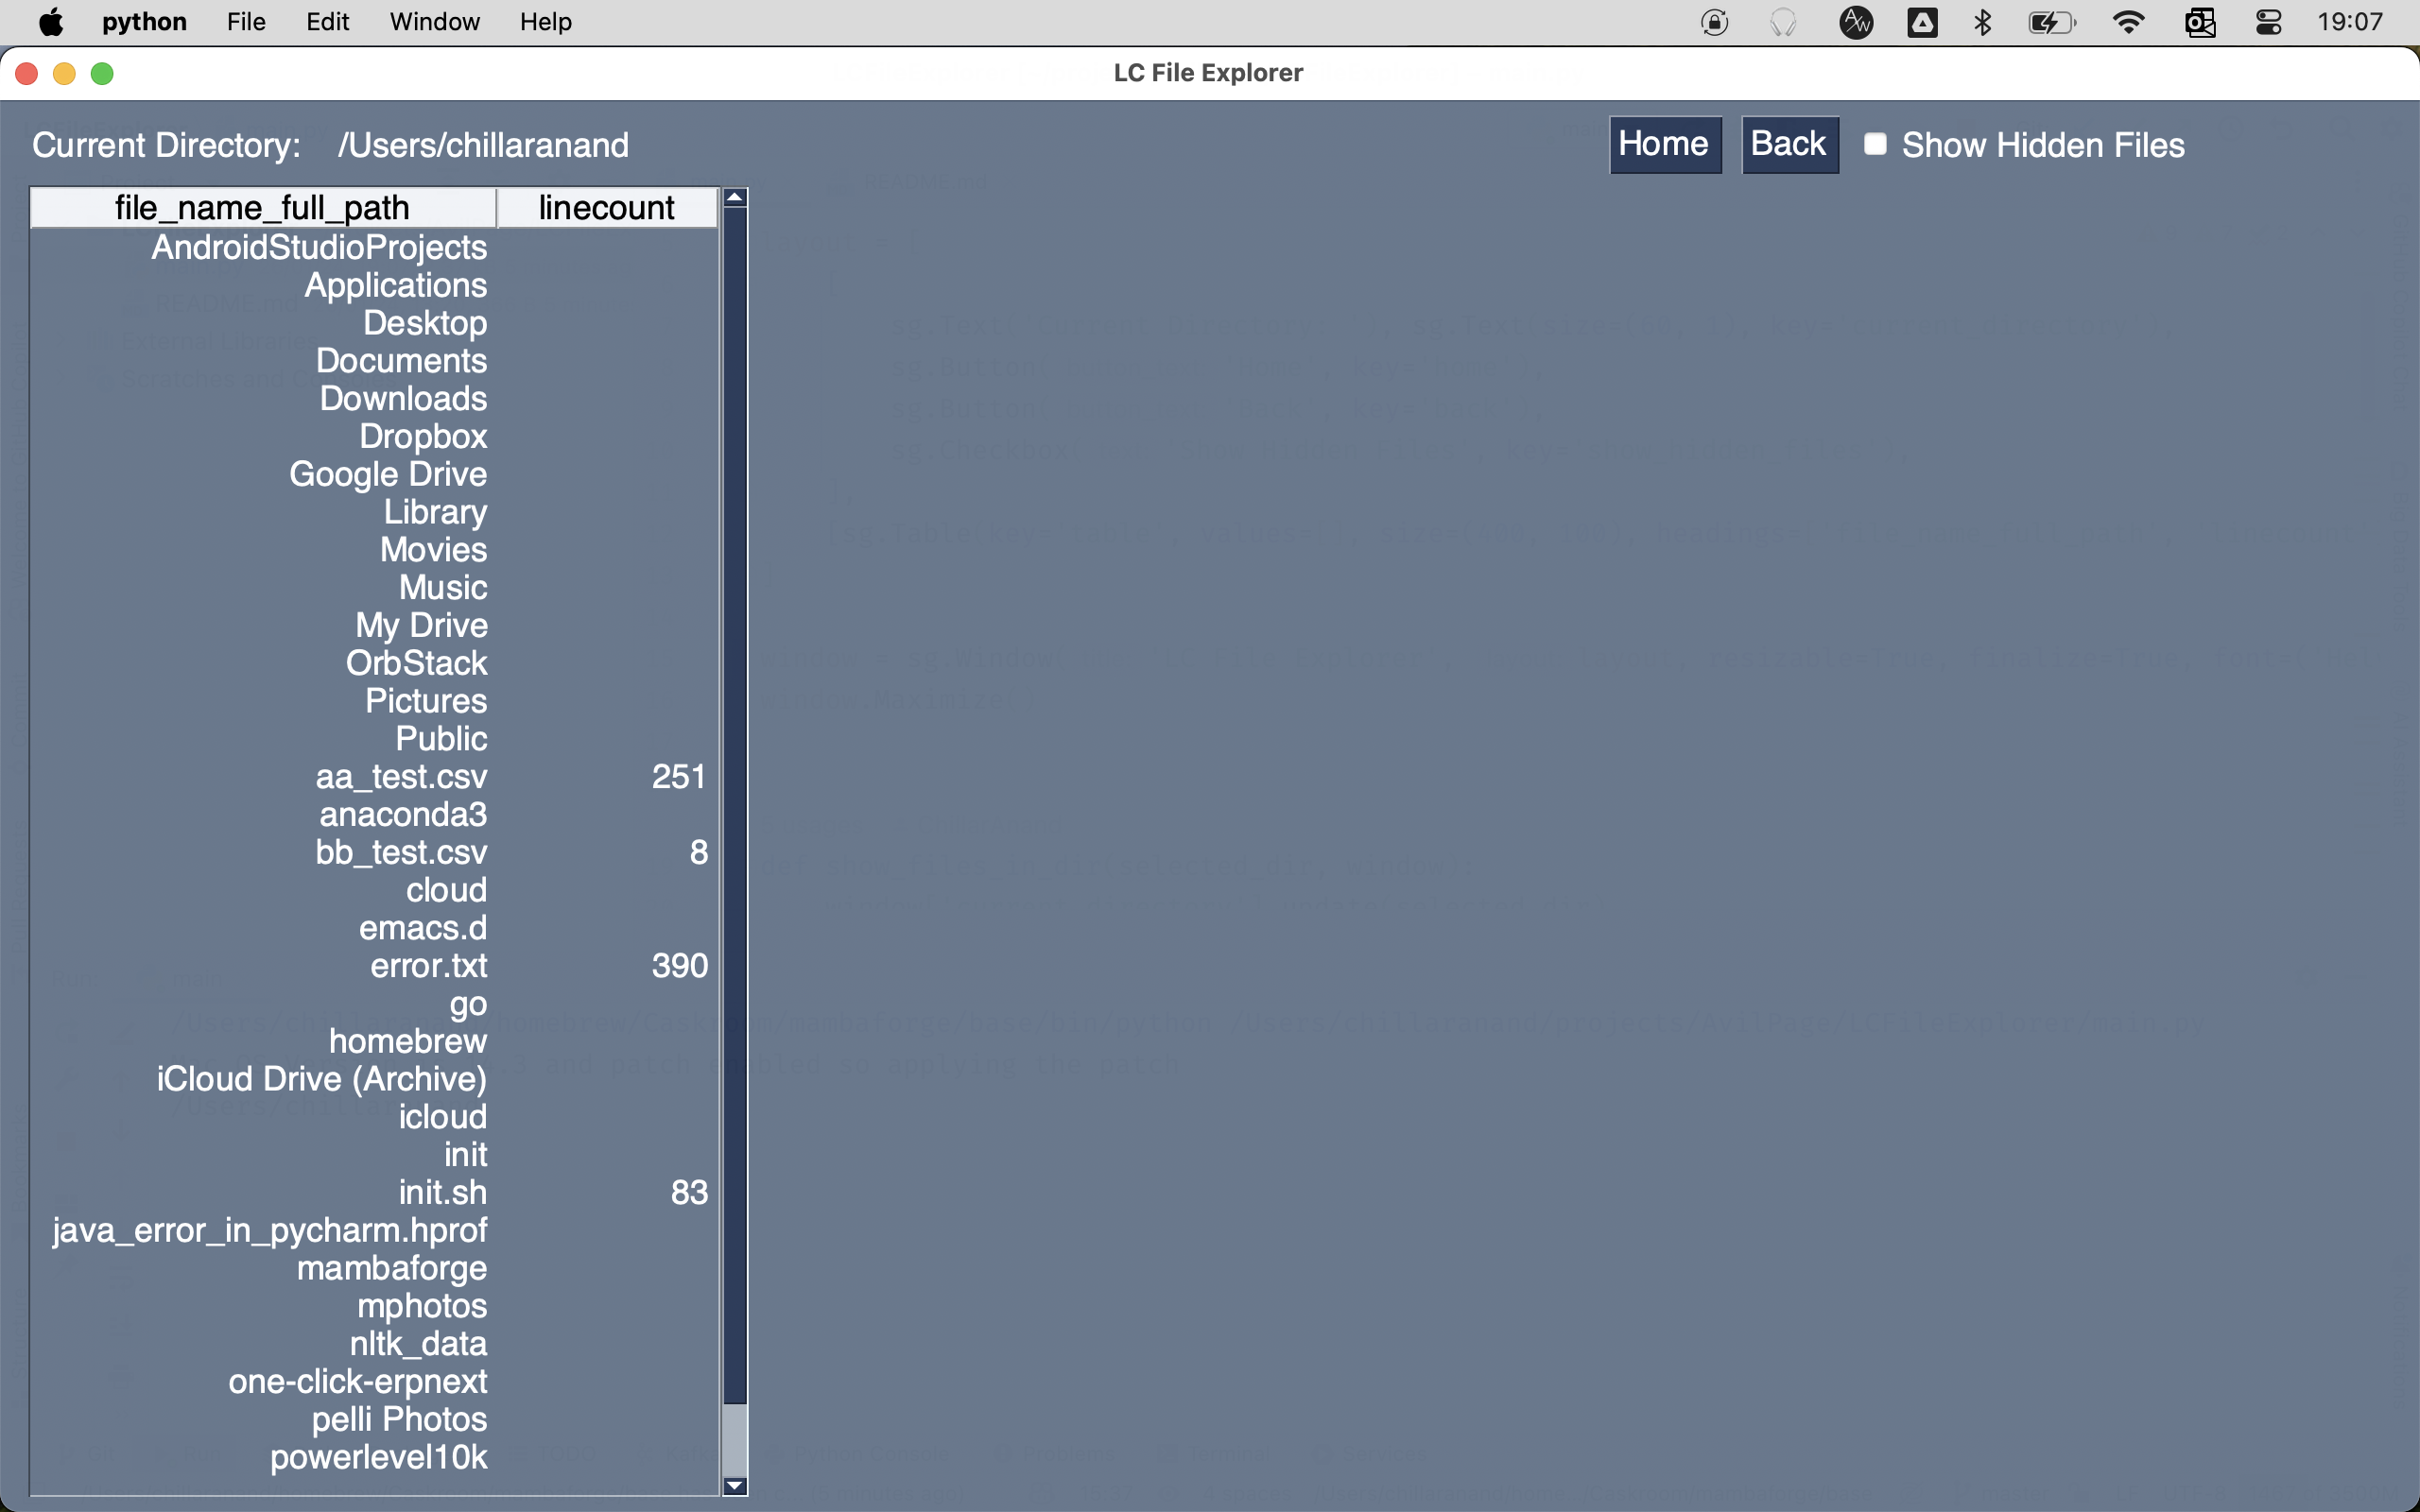 python File Edit Window Help 19:07
LC File Explorer
Current Directory: /Users/chillaranand Home Back Show Hidden Files
file_name_full_path linecount
AndroidStudioProjects
Applications
Desktop
Documents
Downloads
Dropbox
Google Drive
Library
Movies
Music
My Drive
OrbStack
Pictures
Public
aa_test.csv 251
anaconda3
bb_test.csv 8
cloud
emacs.d
error.txt 390
go
homebrew
iCloud Drive (Archive)
icloud
init
init.sh 83
java_error_in_pycharm.hprof
mambaforge
mphotos
nltk_data
one-click-erpnext
pelli Photos
powerlevel10k